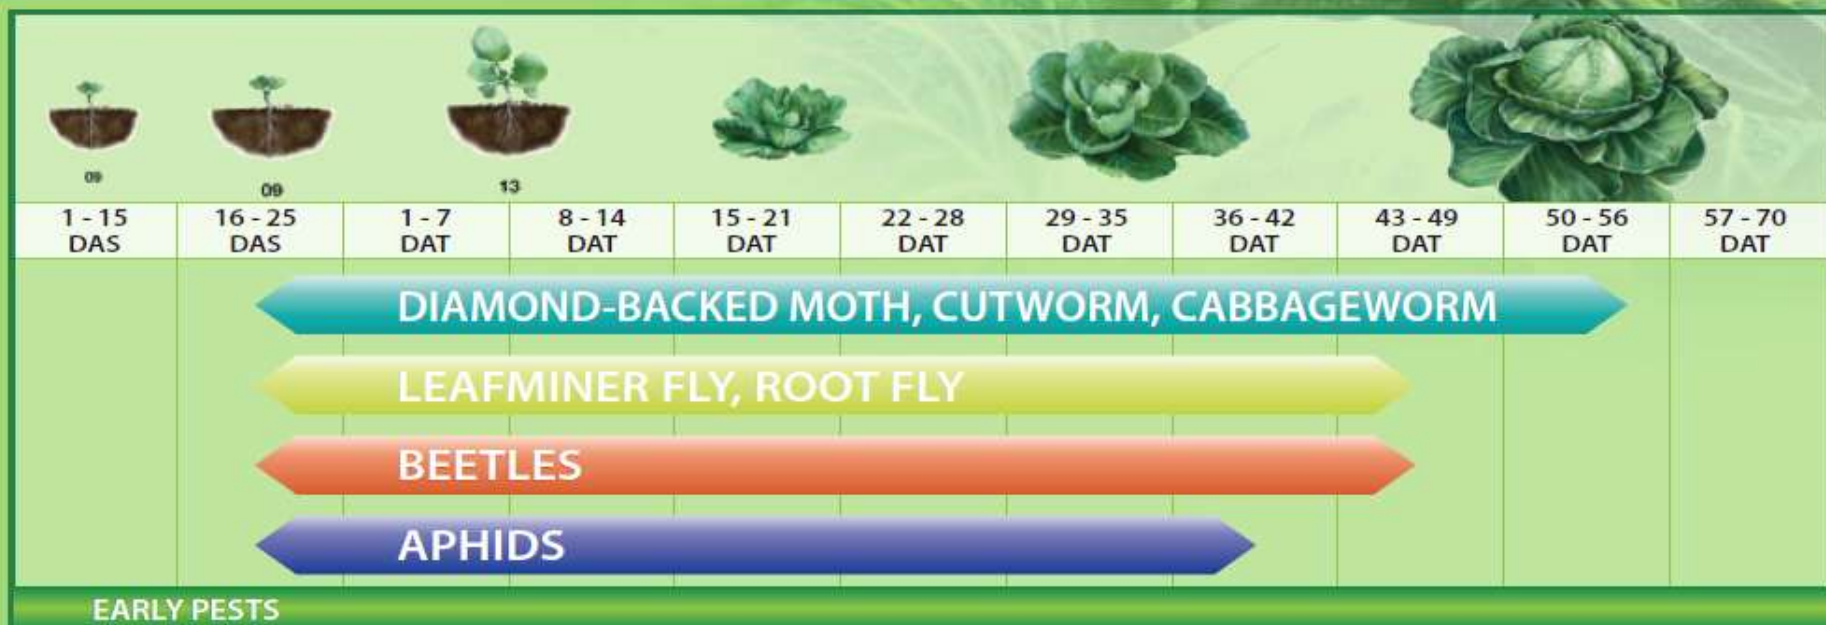 09
09
13
1 - 15 DAS
16 - 25 DAS
1 - 7 DAT
8 - 14 DAT
15 - 21 DAT
22 - 28 DAT
29 - 35 DAT
36 - 42 DAT
43 - 49 DAT
50 - 56 DAT
57 - 70 DAT
DIAMOND-BACKED MOTH, CUTWORM, CABBAGEWORM
LEAFMINER FLY, ROOT FLY
BEETLES
APHIDS
EARLY PESTS